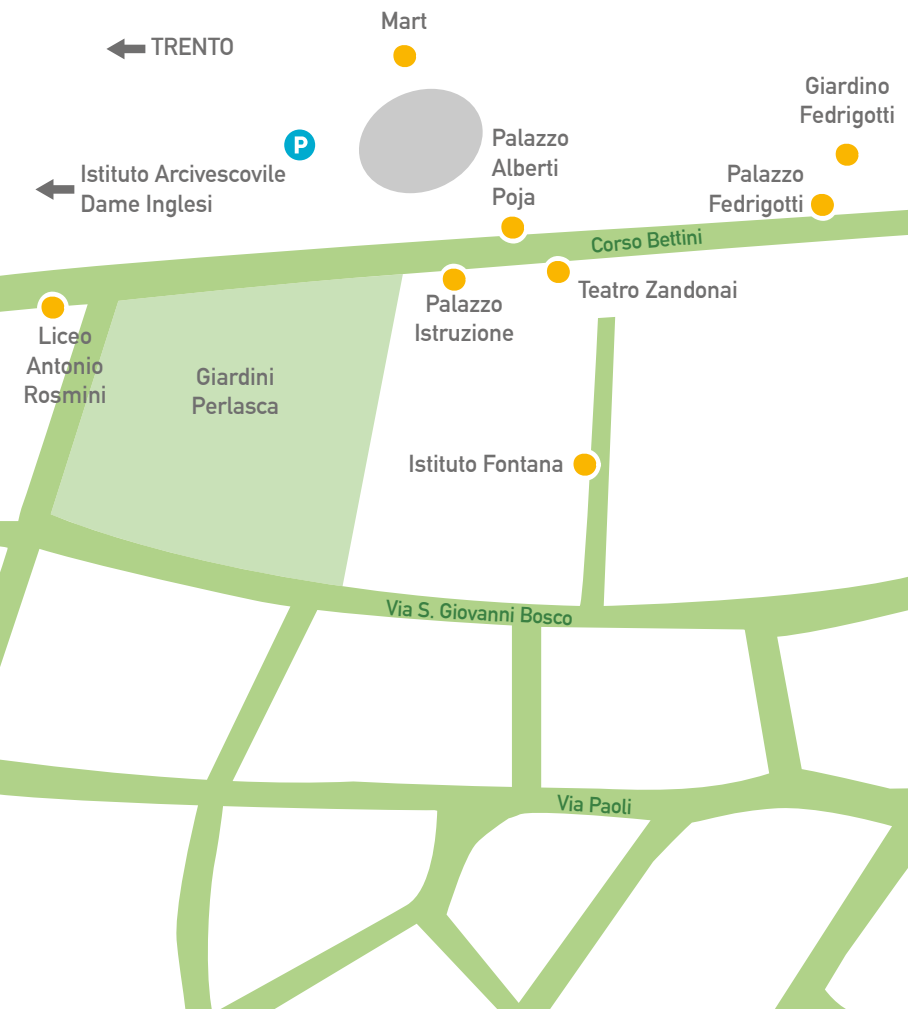 Mart
TRENTO
Giardino
Fedrigotti
P
Palazzo
Alberti
Poja
Istituto Arcivescovile
Dame Inglesi
Palazzo
Fedrigotti
Corso Bettini
Teatro Zandonai
Palazzo
Istruzione
Liceo
Antonio
Rosmini
Giardini
Perlasca
Istituto Fontana
Via S. Giovanni Bosco
Via Paoli